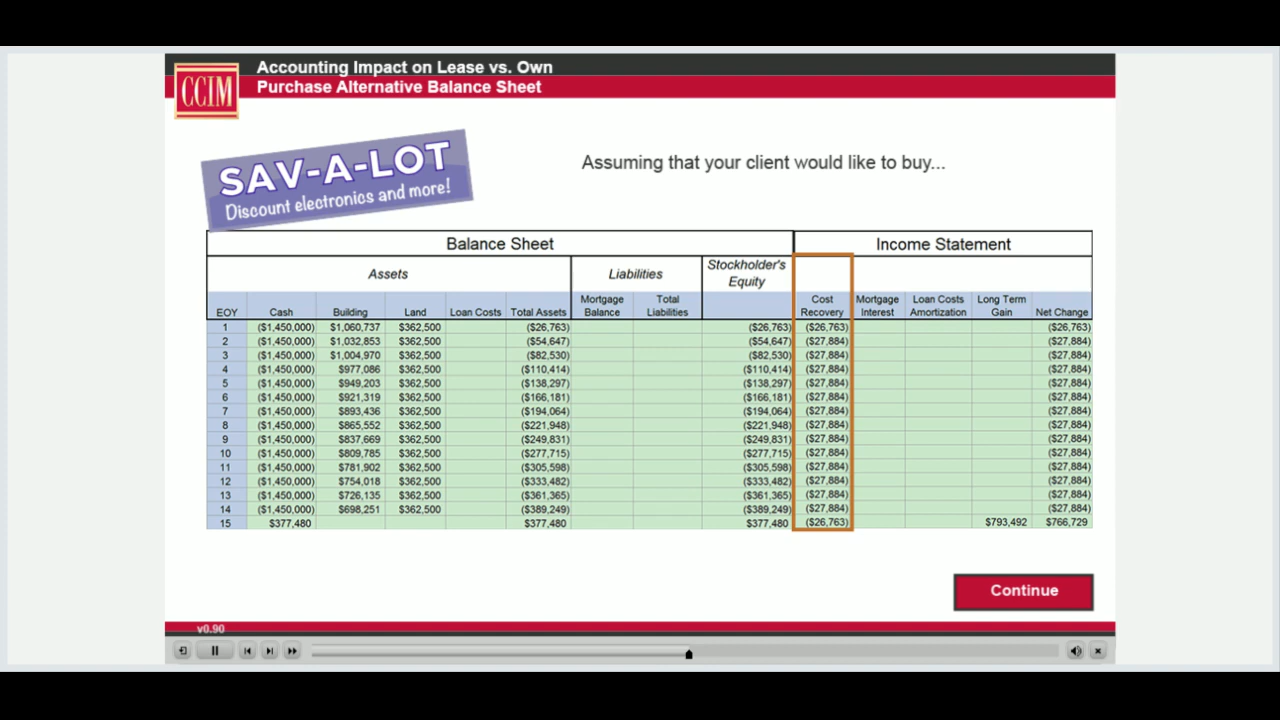 Accounting Impact on Lease vs. Own
Purchase Alternative Balance Sheet
CCIM
SAV-A-LOT
Discount electronics and more!
Assuming that your client would like to buy...
Balance Sheet Income Statement
Assets Liabilities Stockholder's Equity
EOY Cash Building Land Loan Costs Total Assets Mortgage Balance Total Liabilities Cost Recovery Mortgage Interest Loan Costs Amortization Long Term Gain Net Change
1 ($1,450,000) $1,060,737 $362,500 ($26,763) ($26,763) ($26,763) ($26,763)
2 ($1,450,000) $1,032,853 $362,500 ($54,647) ($54,647) ($27,884) ($27,884)
3 ($1,450,000) $1,004,970 $362,500 ($82,530) ($82,530) ($27,884) ($27,884)
4 ($1,450,000) $977,086 $362,500 ($110,414) ($110,414) ($27,884) ($27,884)
5 ($1,450,000) $949,203 $362,500 ($138,297) ($138,297) ($27,884) ($27,884)
6 ($1,450,000) $921,319 $362,500 ($166,181) ($166,181) ($27,884) ($27,884)
7 ($1,450,000) $893,436 $362,500 ($194,064) ($194,064) ($27,884) ($27,884)
8 ($1,450,000) $865,552 $362,500 ($221,948) ($221,948) ($27,884) ($27,884)
9 ($1,450,000) $837,669 $362,500 ($249,831) ($249,831) ($27,884) ($27,884)
10 ($1,450,000) $809,785 $362,500 ($277,715) ($277,715) ($27,884) ($27,884)
11 ($1,450,000) $781,902 $362,500 ($305,598) ($305,598) ($27,884) ($27,884)
12 ($1,450,000) $754,018 $362,500 ($333,482) ($333,482) ($27,884) ($27,884)
13 ($1,450,000) $726,135 $362,500 ($361,365) ($361,365) ($27,884) ($27,884)
14 ($1,450,000) $698,251 $362,500 ($389,249) ($389,249) ($27,884) ($27,884)
15 $377,480 $377,480 $377,480 ($26,763) $793,492 $766,729
Continue
v0.90